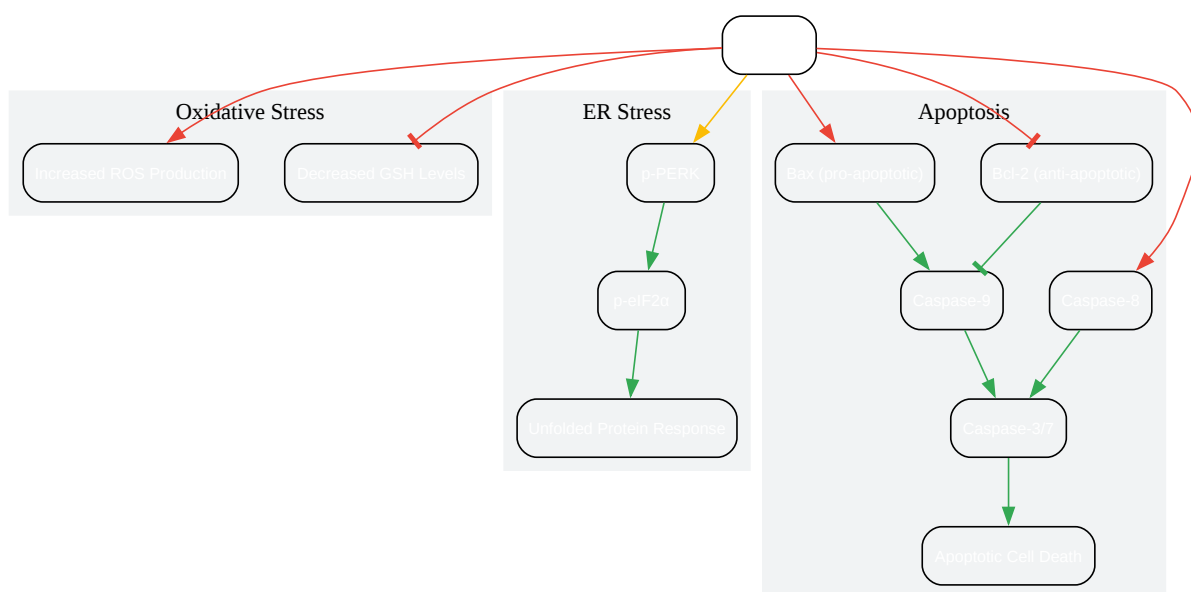 Oxidative Stress
ER Stress
Apoptosis
Increased ROS Production
Decreased GSH Levels
p-PERK
Bax (pro-apoptotic)
Bcl-2 (anti-apoptotic)
p-eIF2α
Caspase-9
Caspase-8
Unfolded Protein Response
Caspase-3/7
Apoptotic Cell Death